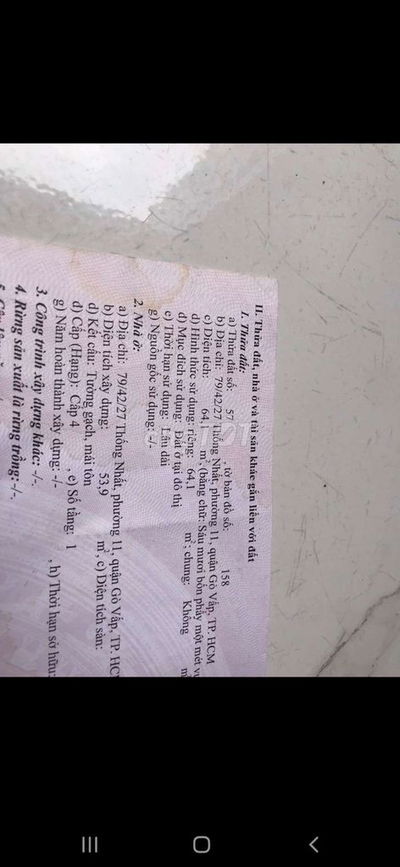 II. Thửa đất, nhà ở và tài sản khác gắn liền với đất
1. Thửa đất:
a) Thửa đất số: 57 , tờ bản đồ số: 158
b) Địa chỉ: 79/42/27 Thống Nhất, phường 11, quận Gò Vấp, TP. HCM
c) Diện tích: 64,1 m², (bằng chữ: Sáu mươi bốn phẩy một mét vu
d) Hình thức sử dụng: riêng: 64,1 m²; chung: Không m
đ) Mục đích sử dụng: Đất ở tại đô thị
e) Thời hạn sử dụng: Lâu dài
g) Nguồn gốc sử dụng: -/-
2. Nhà ở:
a) Địa chỉ: 79/42/27 Thống Nhất, phường 11, quận Gò Vấp, TP. HC
b) Diện tích xây dựng: 53,9 m²; c) Diện tích sàn:
d) Kết cấu: Tường gạch, mái tôn
đ) Cấp (Hạng): Cấp 4 , e) Số tầng: 1
g) Năm hoàn thành xây dựng: -/- , h) Thời hạn sở hữu:
3. Công trình xây dựng khác: -/-.
4. Rừng sản xuất là rừng trồng: -/-.